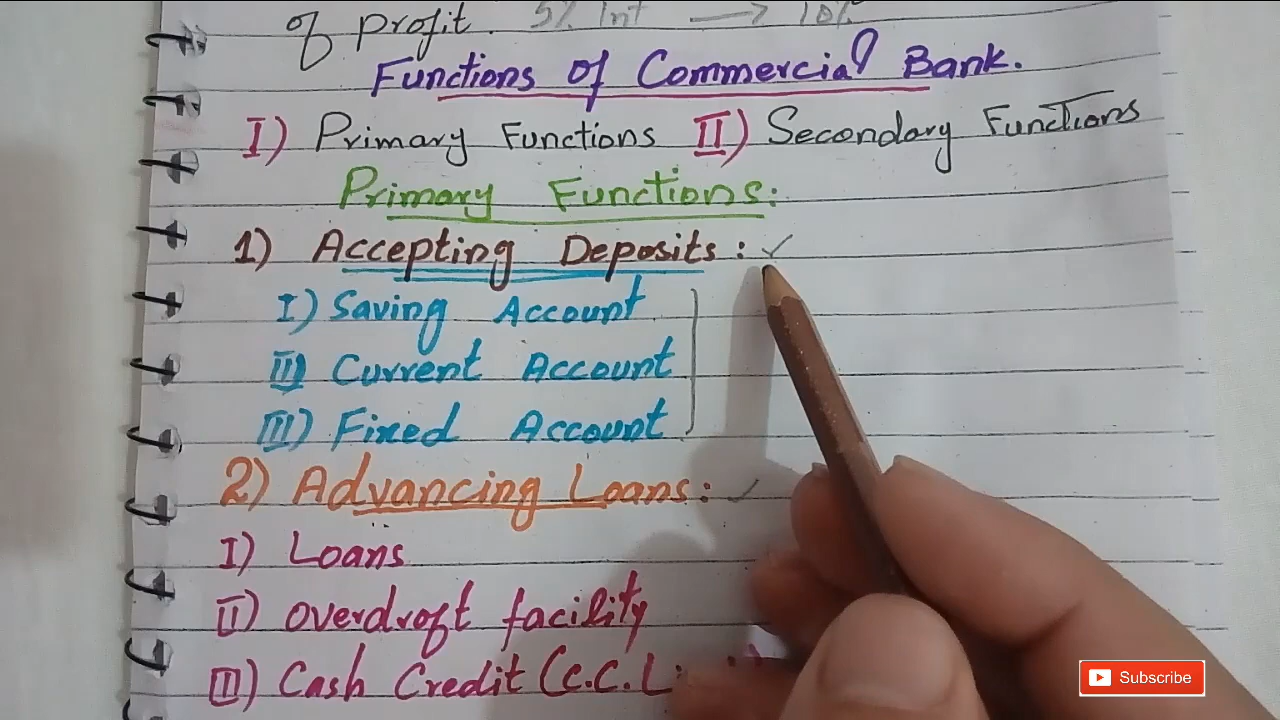 of profit. 5% Int → 10%
Functions of Commercial Bank.
I) Primary Functions II) Secondary Functions
Primary Functions:
1) Accepting Deposits: ✓
I) Saving Account
II) Current Account
III) Fixed Account
2) Advancing Loans: ✓
I) Loans
II) Overdroft facility
III) Cash Credit (C.C.
Subscribe